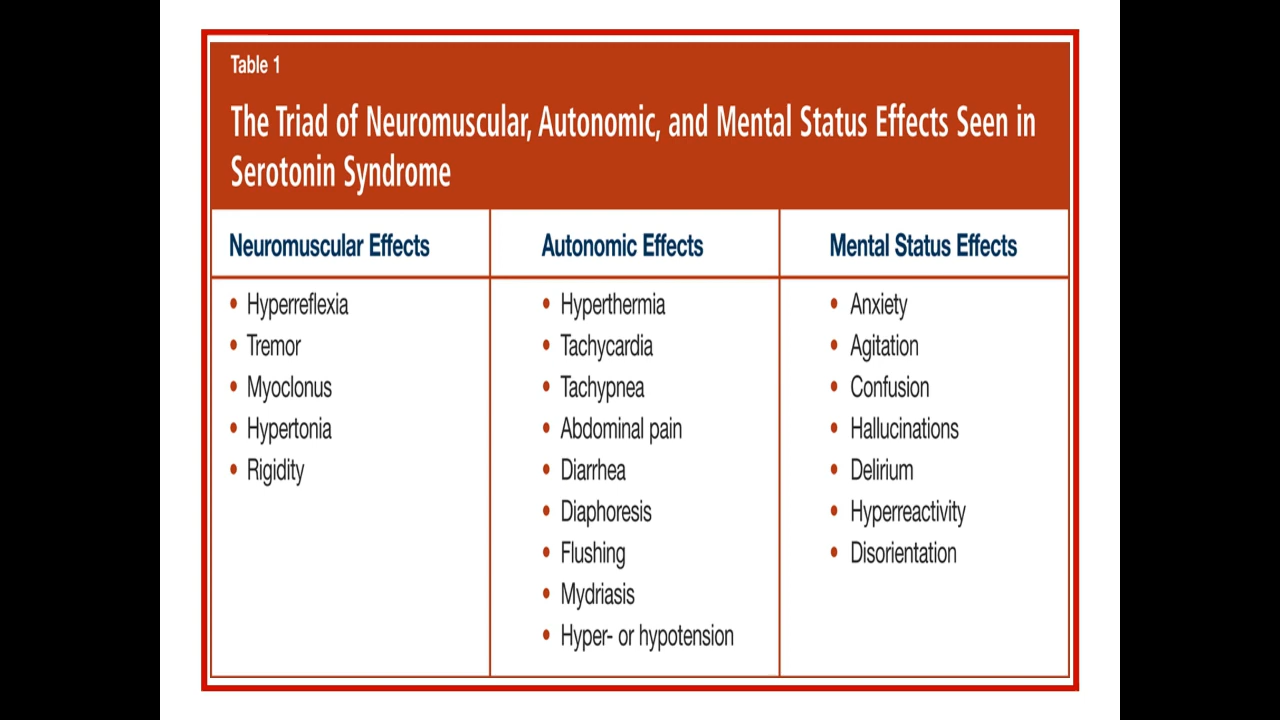 Table 1
The Triad of Neuromuscular, Autonomic, and Mental Status Effects Seen in
Serotonin Syndrome
Neuromuscular Effects
• Hyperreflexia
• Tremor
• Myoclonus
• Hypertonia
• Rigidity
Autonomic Effects
• Hyperthermia
• Tachycardia
• Tachypnea
• Abdominal pain
• Diarrhea
• Diaphoresis
• Flushing
• Mydriasis
• Hyper- or hypotension
Mental Status Effects
• Anxiety
• Agitation
• Confusion
• Hallucinations
• Delirium
• Hyperreactivity
• Disorientation